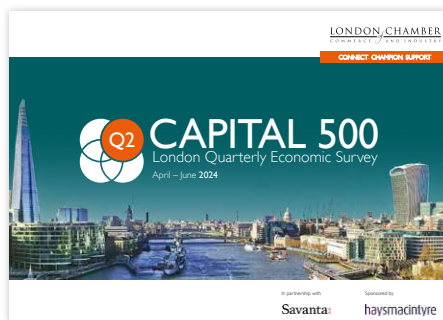 LONDON CHAMBER
COMMERCE AND INDUSTRY
CONNECT CHAMPION SUPPORT
Q2
CAPITAL 500
London Quarterly Economic Survey
April – June 2024
In partnership with
Sponsored by
Savanta:
haysmacintyre